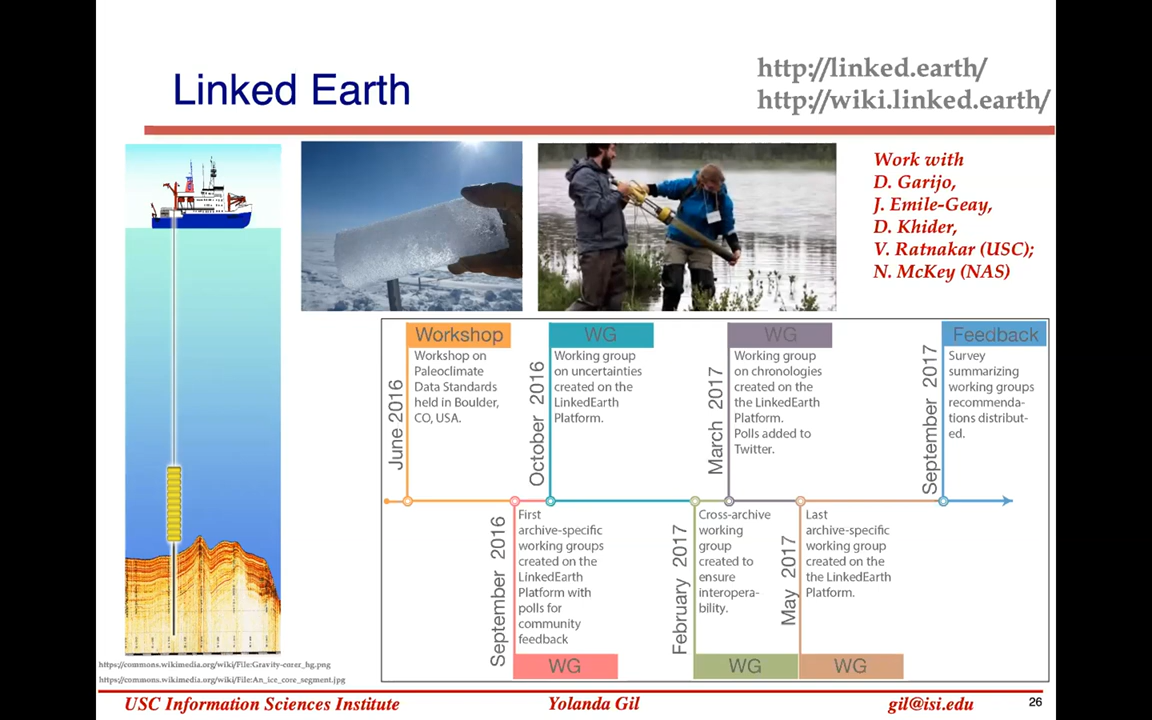 Linked Earth
http://linked.earth/
http://wiki.linked.earth/
Work with
D. Garijo,
J. Emile-Geay,
D. Khider,
V. Ratnakar (USC);
N. McKey (NAS)
June 2016
Workshop
Workshop on
Paleoclimate
Data Standards
held in Boulder,
CO, USA.
September 2016
First
archive-specific
working groups
created on the
LinkedEarth
Platform with
polls for
community
feedback
WG
October 2016
WG
Working group
on uncertainties
created on the
LinkedEarth
Platform.
February 2017
Cross-archive
working
group
created to
ensure
interopera-
bility.
WG
March 2017
WG
Working group
on chronologies
created on the
the LinkedEarth
Platform.
Polls added to
Twitter.
May 2017
Last
archive-specific
working group
created on the
the LinkedEarth
Platform.
WG
September 2017
Feedback
Survey
summarizing
working groups
recommenda-
tions distribut-
ed.
https://commons.wikimedia.org/wiki/File:Gravity-corer_hg.png
https://commons.wikimedia.org/wiki/File:An_ice_core_segment.jpg
USC Information Sciences Institute
Yolanda Gil
gil@isi.edu
26